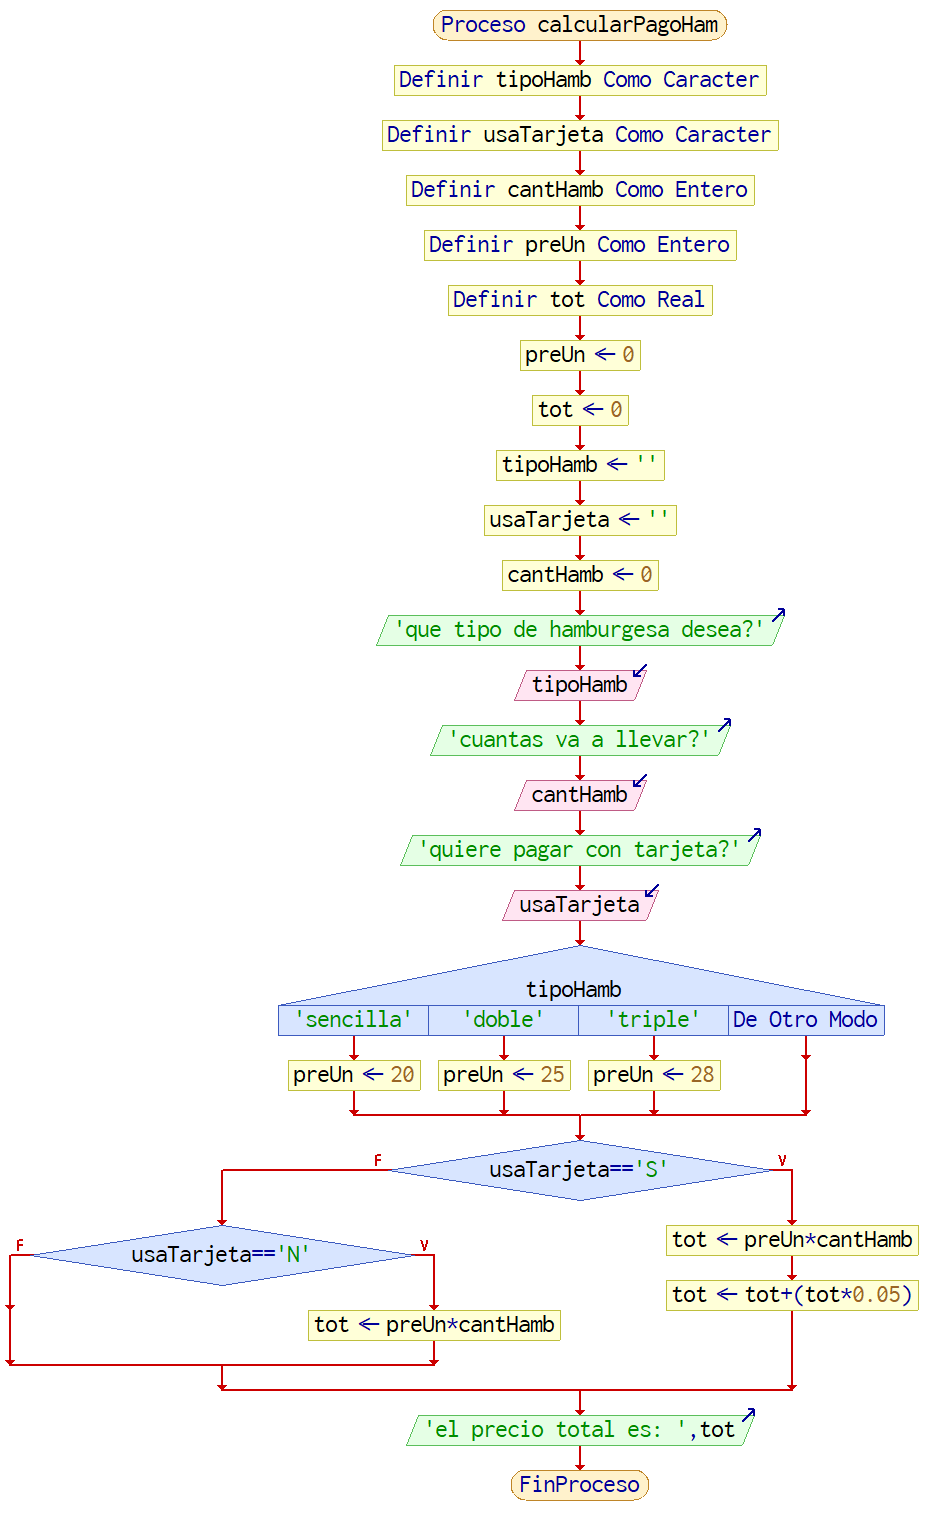 Proceso calcularPagoHam
Definir tipoHamb Como Caracter
Definir usaTarjeta Como Caracter
Definir cantHamb Como Entero
Definir preUn Como Entero
Definir tot Como Real
preUn ← 0
tot ← 0
tipoHamb ← ''
usaTarjeta ← ''
cantHamb ← 0
'que tipo de hamburgesa desea?'
tipoHamb
'cuantas va a llevar?'
cantHamb
'quiere pagar con tarjeta?'
usaTarjeta
tipoHamb
'sencilla' 'doble' 'triple' De Otro Modo
preUn ← 20 preUn ← 25 preUn ← 28
F usaTarjeta=='S' V
F usaTarjeta=='N' V
tot ← preUn*cantHamb
tot ← tot+(tot*0.05)
tot ← preUn*cantHamb
'el precio total es: ',tot
FinProceso